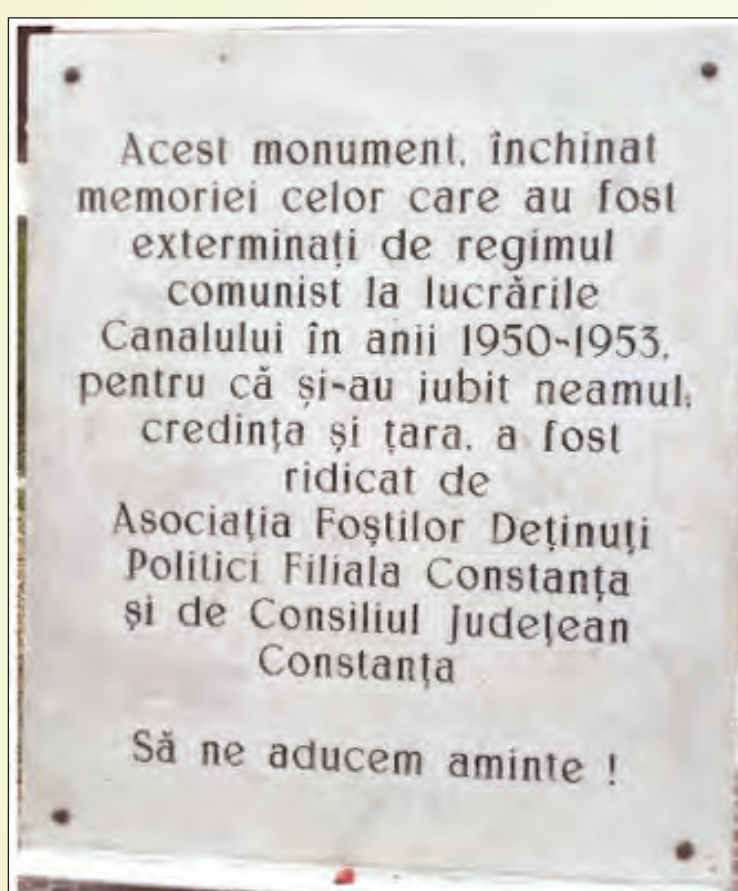 Acest monument, închinat
memoriei celor care au fost
exterminați de regimul
comunist la lucrările
Canalului în anii 1950-1953,
pentru că și-au iubit neamul,
credința și țara, a fost
ridicat de
Asociația Foștilor Deținuți
Politici Filiala Constanța
și de Consiliul Județean
Constanța
Să ne aducem aminte !